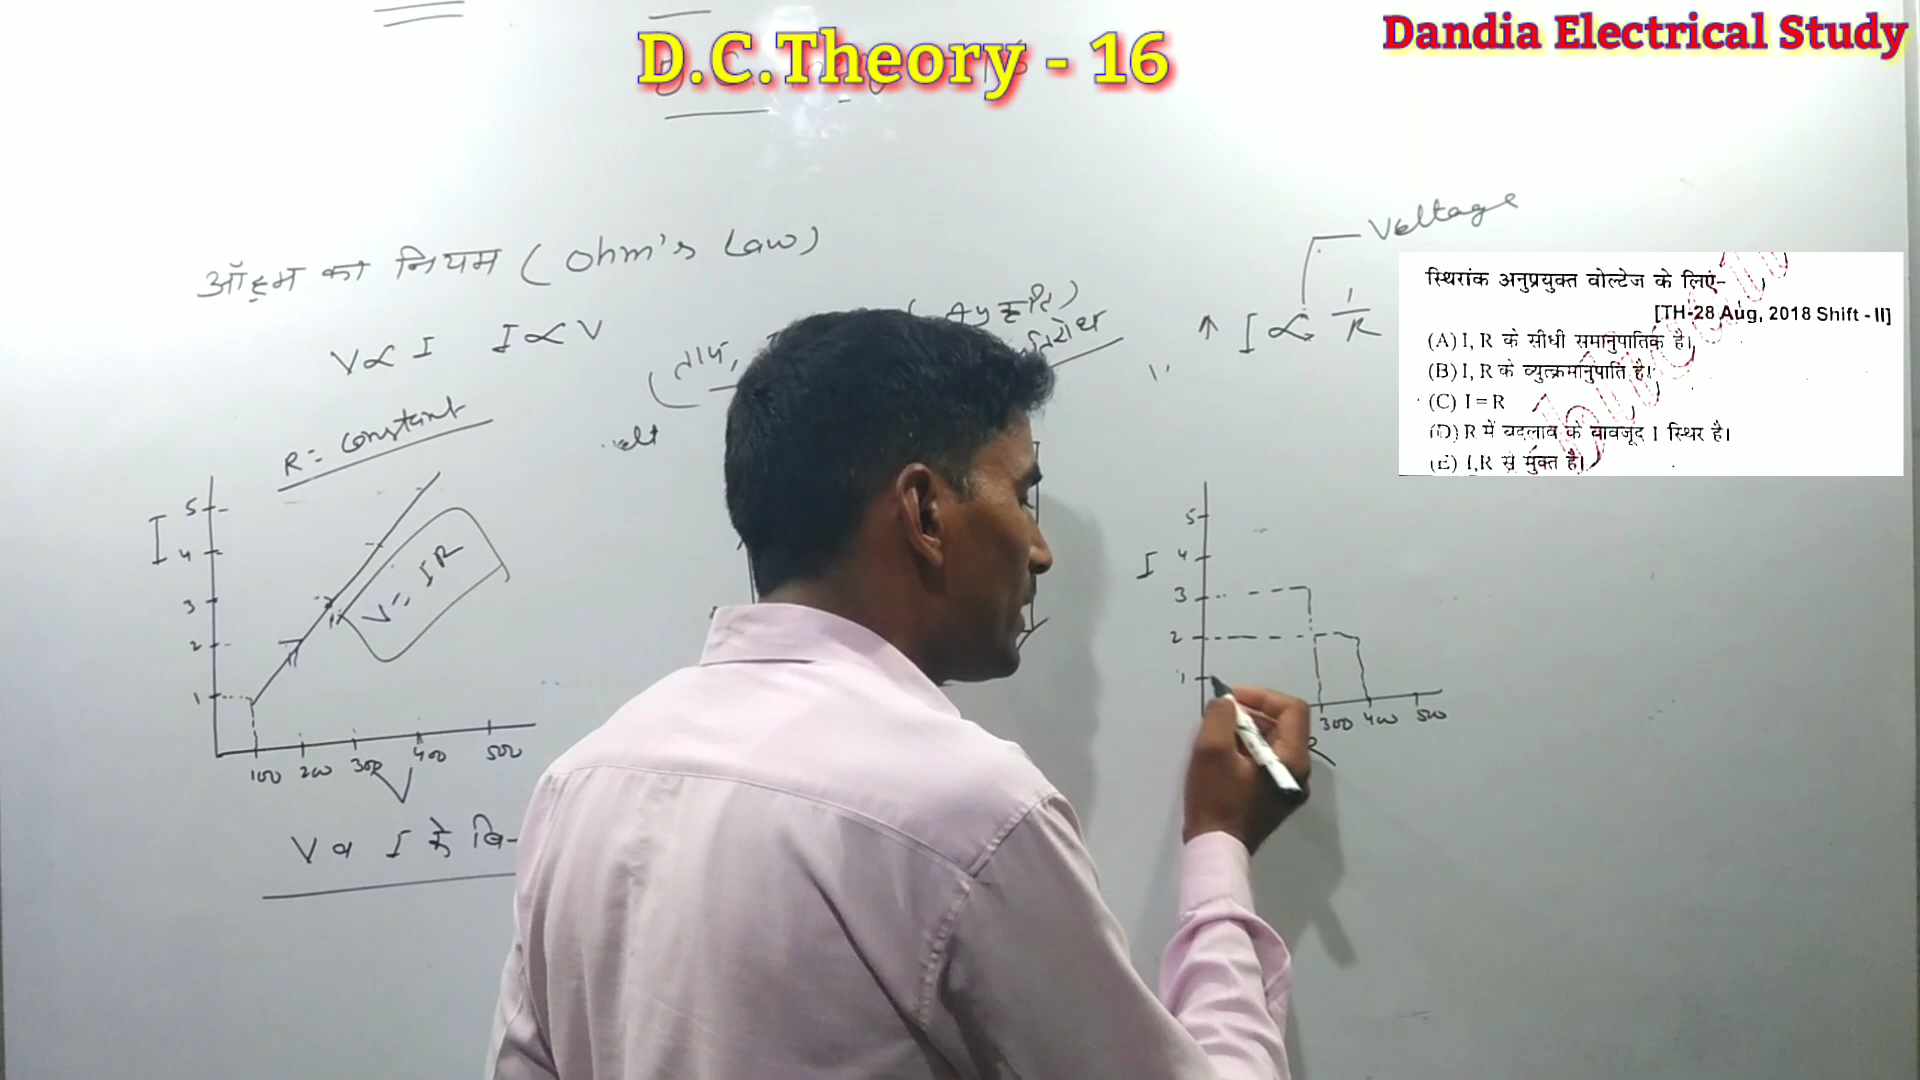 D.C.Theory - 16
Dandia Electrical Study
ऑह्म का नियम ( Ohm's Law)
V∝ I I∝V
R = Constant
Voltage
↑ I ∝ 1/R
स्थिरांक अनुप्रयुक्त वोल्टेज के लिए-
[TH-28 Aug, 2018 Shift - II]
(A) I, R के सीधी समानुपातिक है।
(B) I, R के व्युत्क्रमानुपाति है।
(C) I = R
(D) R में बदलाव के बावजूद I स्थिर है।
(E) I,R से मुक्त है।
(ताप,
I
5
4
3
2
1
V = IR
100 200 300 400 500
V
V व I के
I
5
4
3
2
1
300 400 500
R